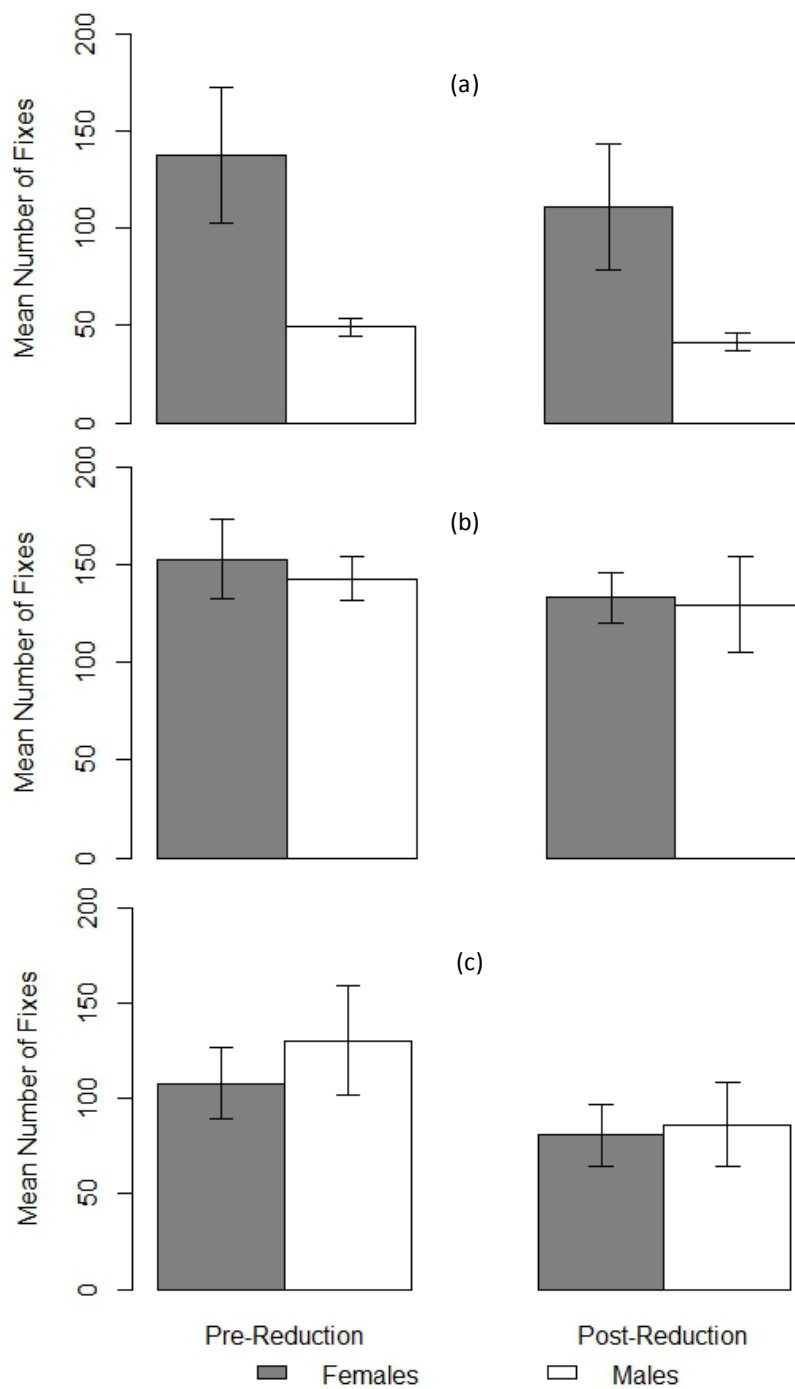 200
150
100
50
0
Mean Number of Fixes
(a)
200
150
100
50
0
Mean Number of Fixes
(b)
200
150
100
50
0
Mean Number of Fixes
(c)
Pre-Reduction Post-Reduction
Females Males